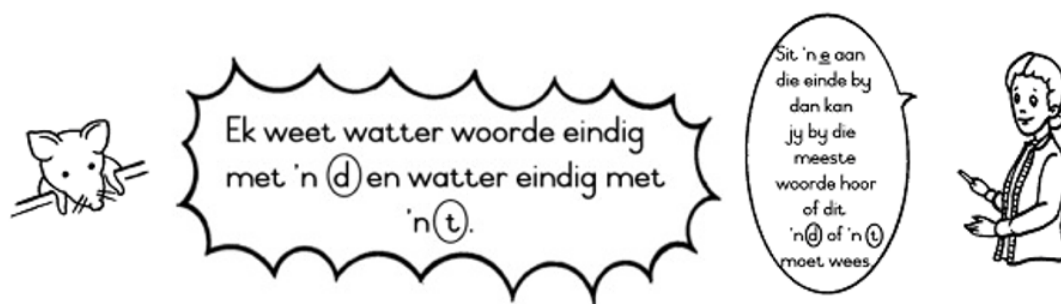 Ek weet watter woorde eindig
met 'n d en watter eindig met
'n t.
Sit 'n e aan
die einde by
dan kan
jy by die
meeste
woorde hoor
of dit
'n d of 'n t
moet wees.